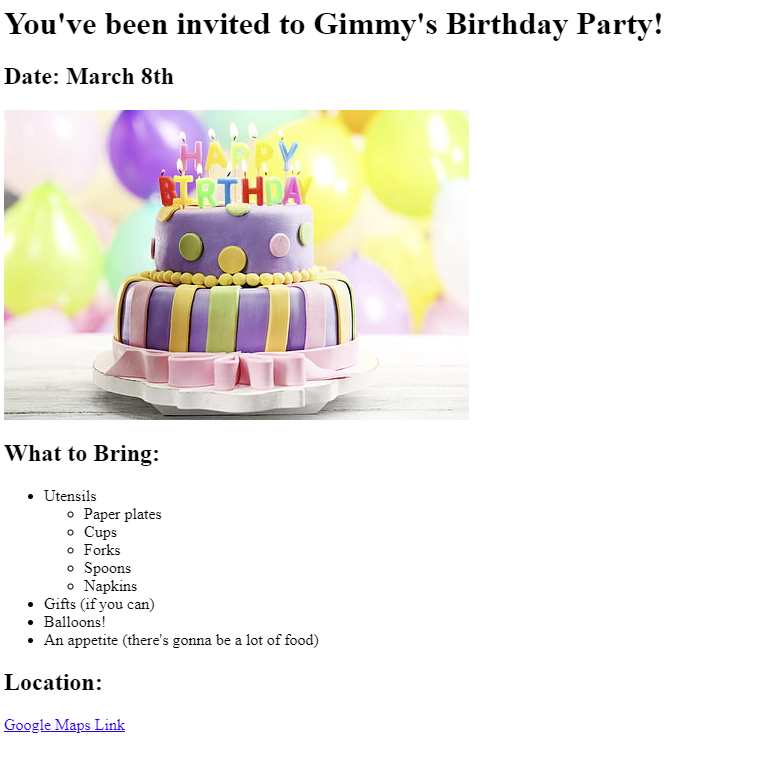 You've been invited to Gimmy's Birthday Party!
Date: March 8th
HAPPY
BIRTHDAY
What to Bring:
Utensils
Paper plates
Cups
Forks
Spoons
Napkins
Gifts (if you can)
Balloons!
An appetite (there's gonna be a lot of food)
Location:
Google Maps Link